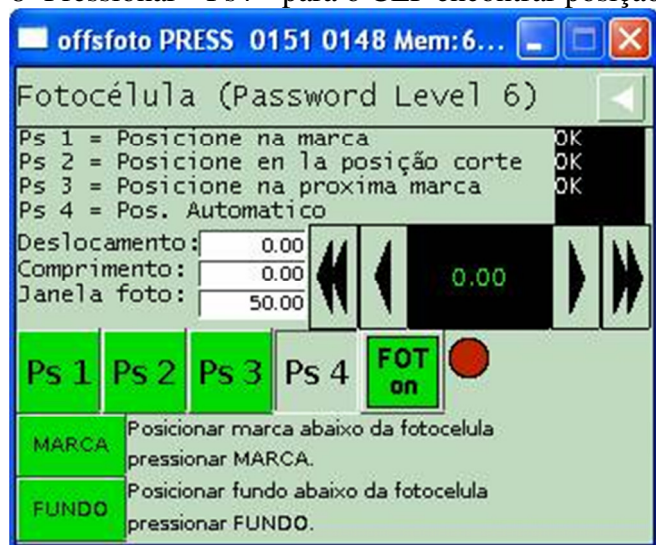 offsfoto PRESS 0151 0148 Mem:6...
Fotocélula (Password Level 6)
Ps 1 = Posicione na marca OK
Ps 2 = Posicione en la posição corte OK
Ps 3 = Posicione na proxima marca OK
Ps 4 = Pos. Automatico
Deslocamento: 0.00
Comprimento: 0.00
Janela foto: 50.00
0.00
Ps 1 Ps 2 Ps 3 Ps 4 FOT on
MARCA
Posicionar marca abaixo da fotocelula
pressionar MARCA.
FUNDO
Posicionar fundo abaixo da fotocelula
pressionar FUNDO.